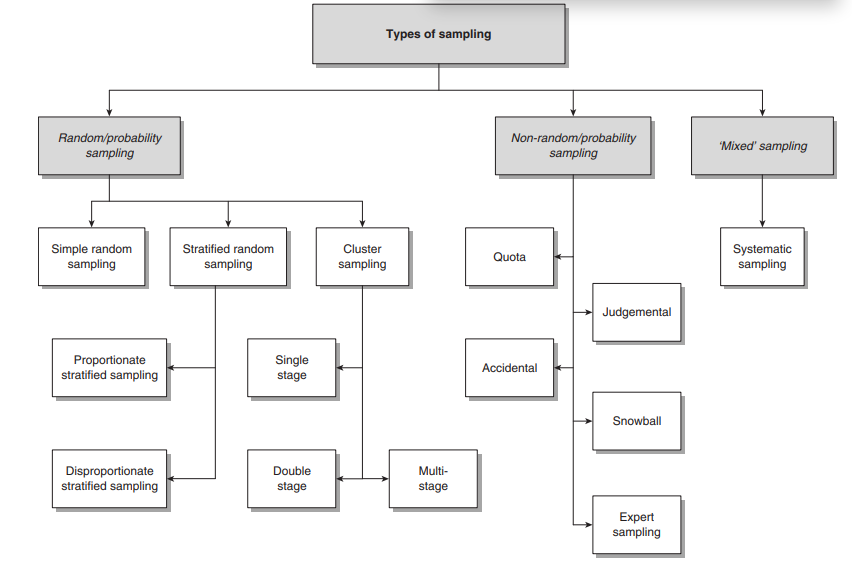 Types of sampling
Random/probability
sampling
Non-random/probability
sampling
‘Mixed’ sampling
Simple random
sampling
Stratified random
sampling
Cluster
sampling
Quota
Systematic
sampling
Judgemental
Proportionate
stratified sampling
Single
stage
Accidental
Snowball
Disproportionate
stratified sampling
Double
stage
Multi-
stage
Expert
sampling